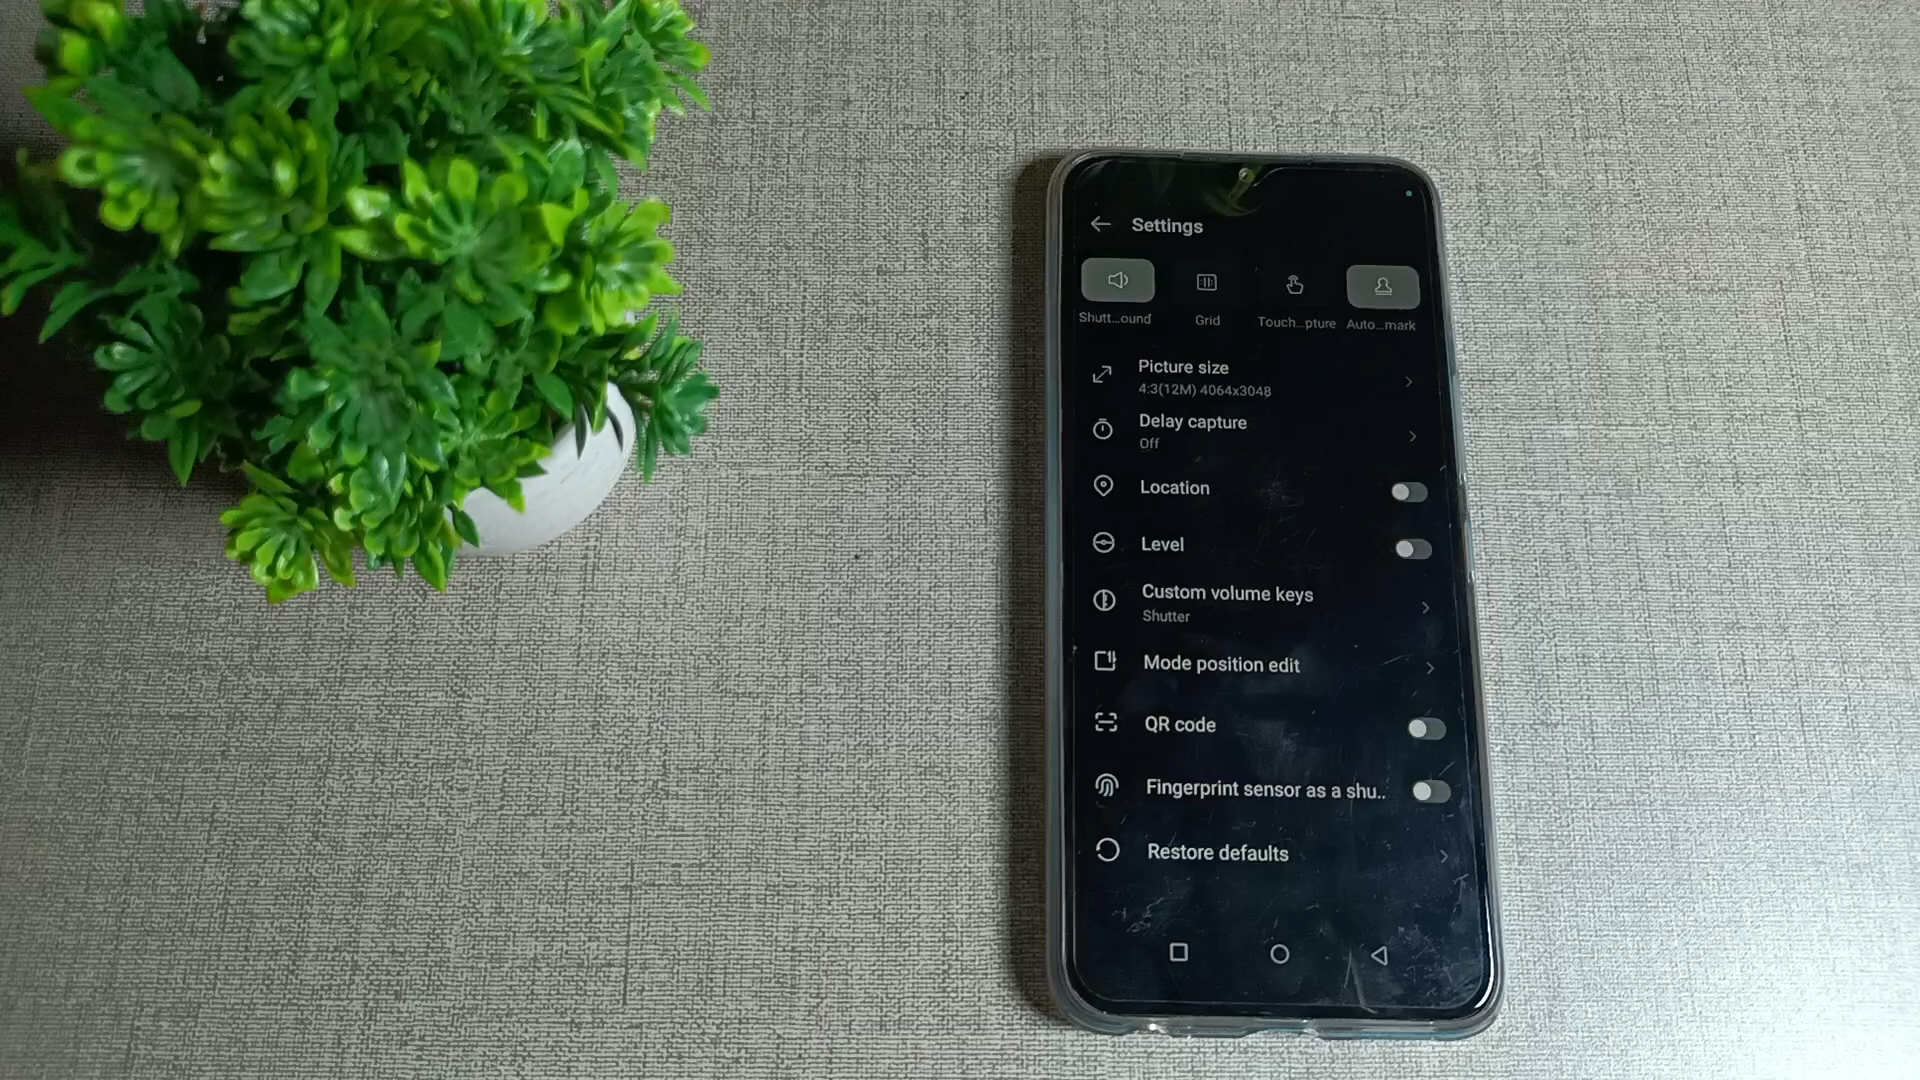 Settings
Shutt...ound
Grid
Touch...pture
Auto...mark
Picture size
4:3(12M) 4064x3048
Delay capture
Off
Location
Level
Custom volume keys
Shutter
Mode position edit
QR code
Fingerprint sensor as a shu..
Restore defaults